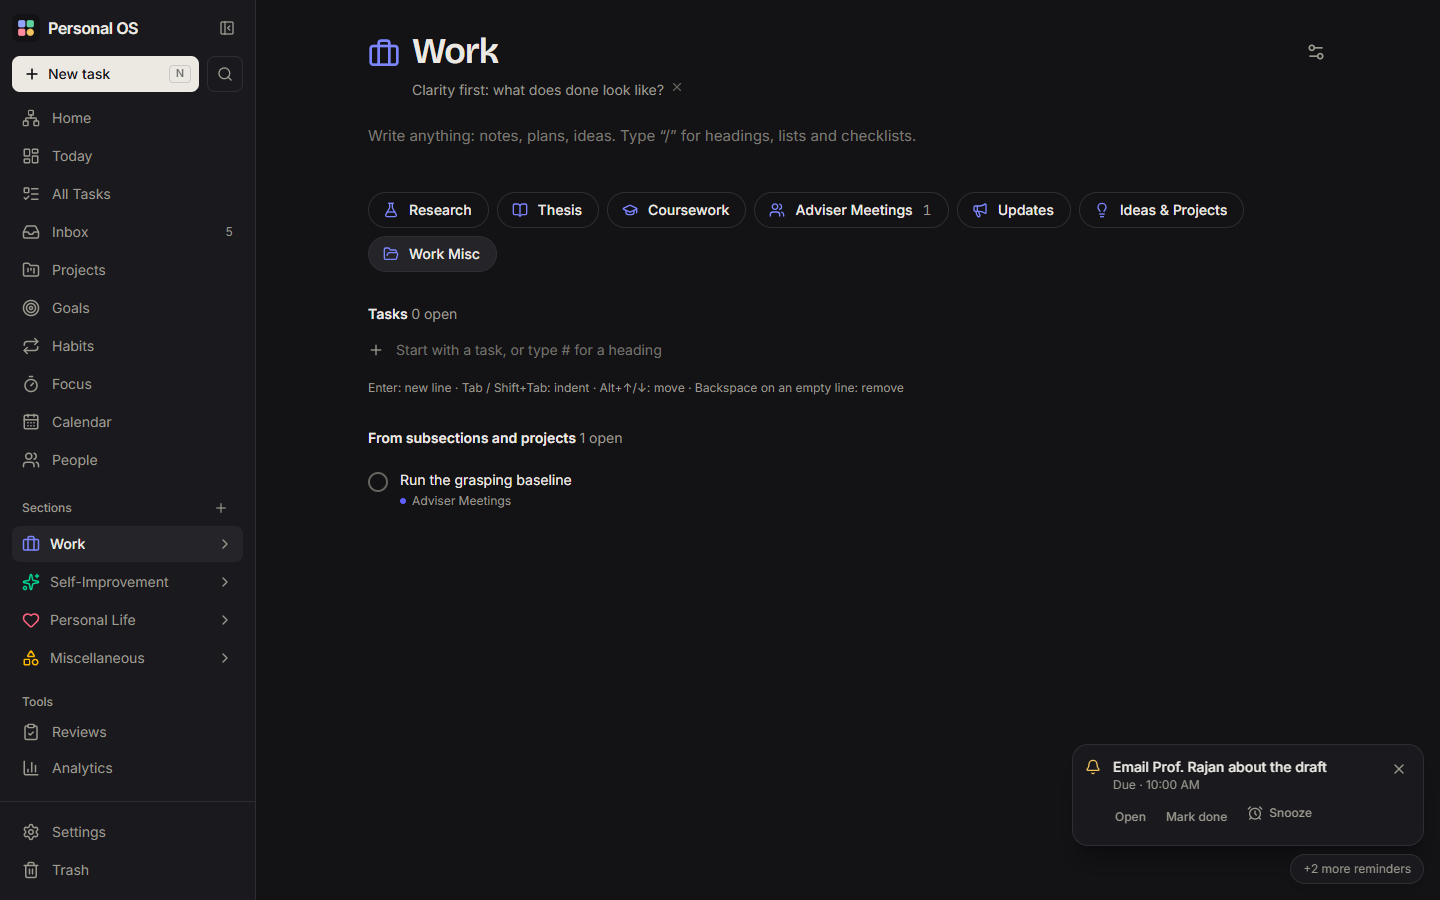 Personal OS
New task
N
Home
Today
All Tasks
Inbox 5
Projects
Goals
Habits
Focus
Calendar
People
Sections
Work
Self-Improvement
Personal Life
Miscellaneous
Tools
Reviews
Analytics
Settings
Trash
Work
Clarity first: what does done look like?
Write anything: notes, plans, ideas. Type “/” for headings, lists and checklists.
Research
Thesis
Coursework
Adviser Meetings 1
Updates
Ideas & Projects
Work Misc
Tasks 0 open
Start with a task, or type # for a heading
Enter: new line · Tab / Shift+Tab: indent · Alt+↑/↓: move · Backspace on an empty line: remove
From subsections and projects 1 open
Run the grasping baseline
Adviser Meetings
Email Prof. Rajan about the draft
Due · 10:00 AM
Open Mark done Snooze
+2 more reminders